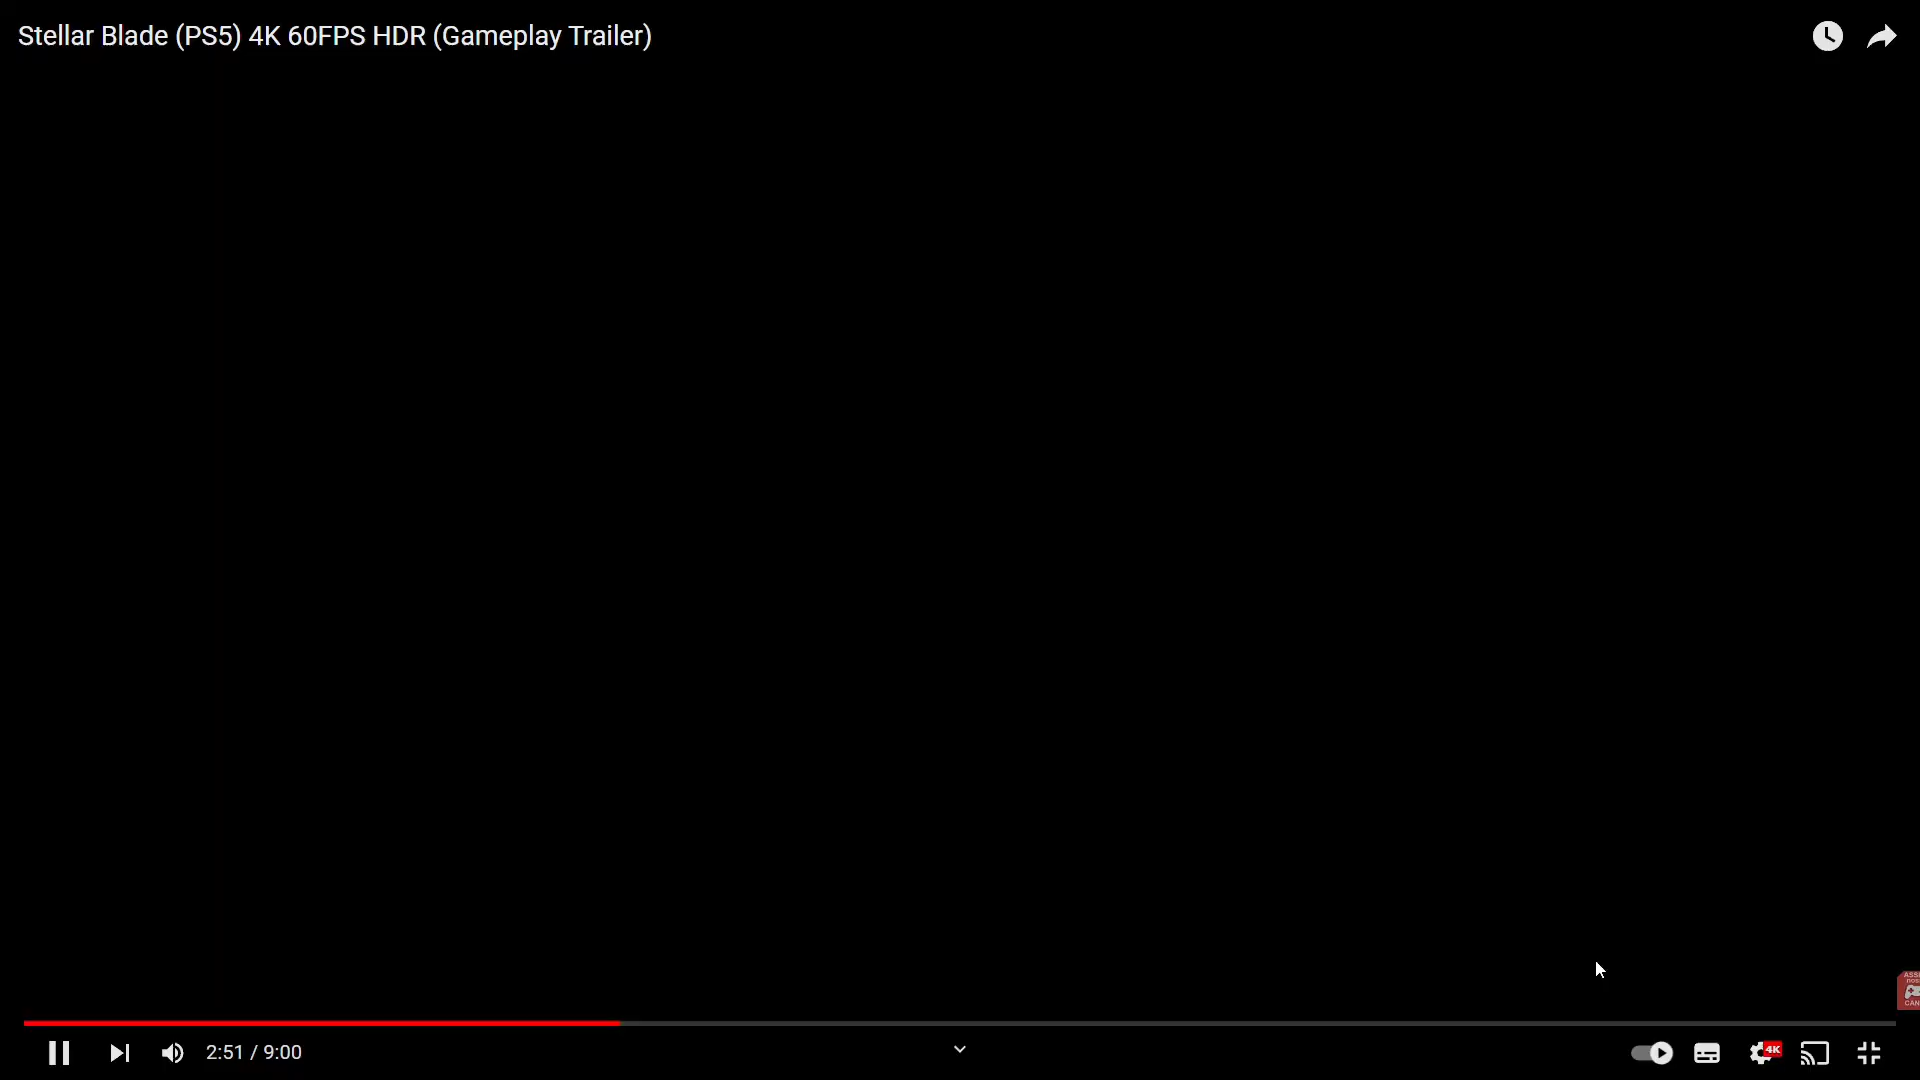 Stellar Blade (PS5) 4K 60FPS HDR (Gameplay Trailer)
2:51 / 9:00
4K